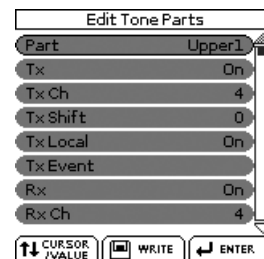 Edit Tone Parts
Part Upper1
Tx On
Tx Ch 4
Tx Shift 0
Tx Local On
Tx Event
Rx On
Rx Ch 4
CURSOR /VALUE WRITE ENTER